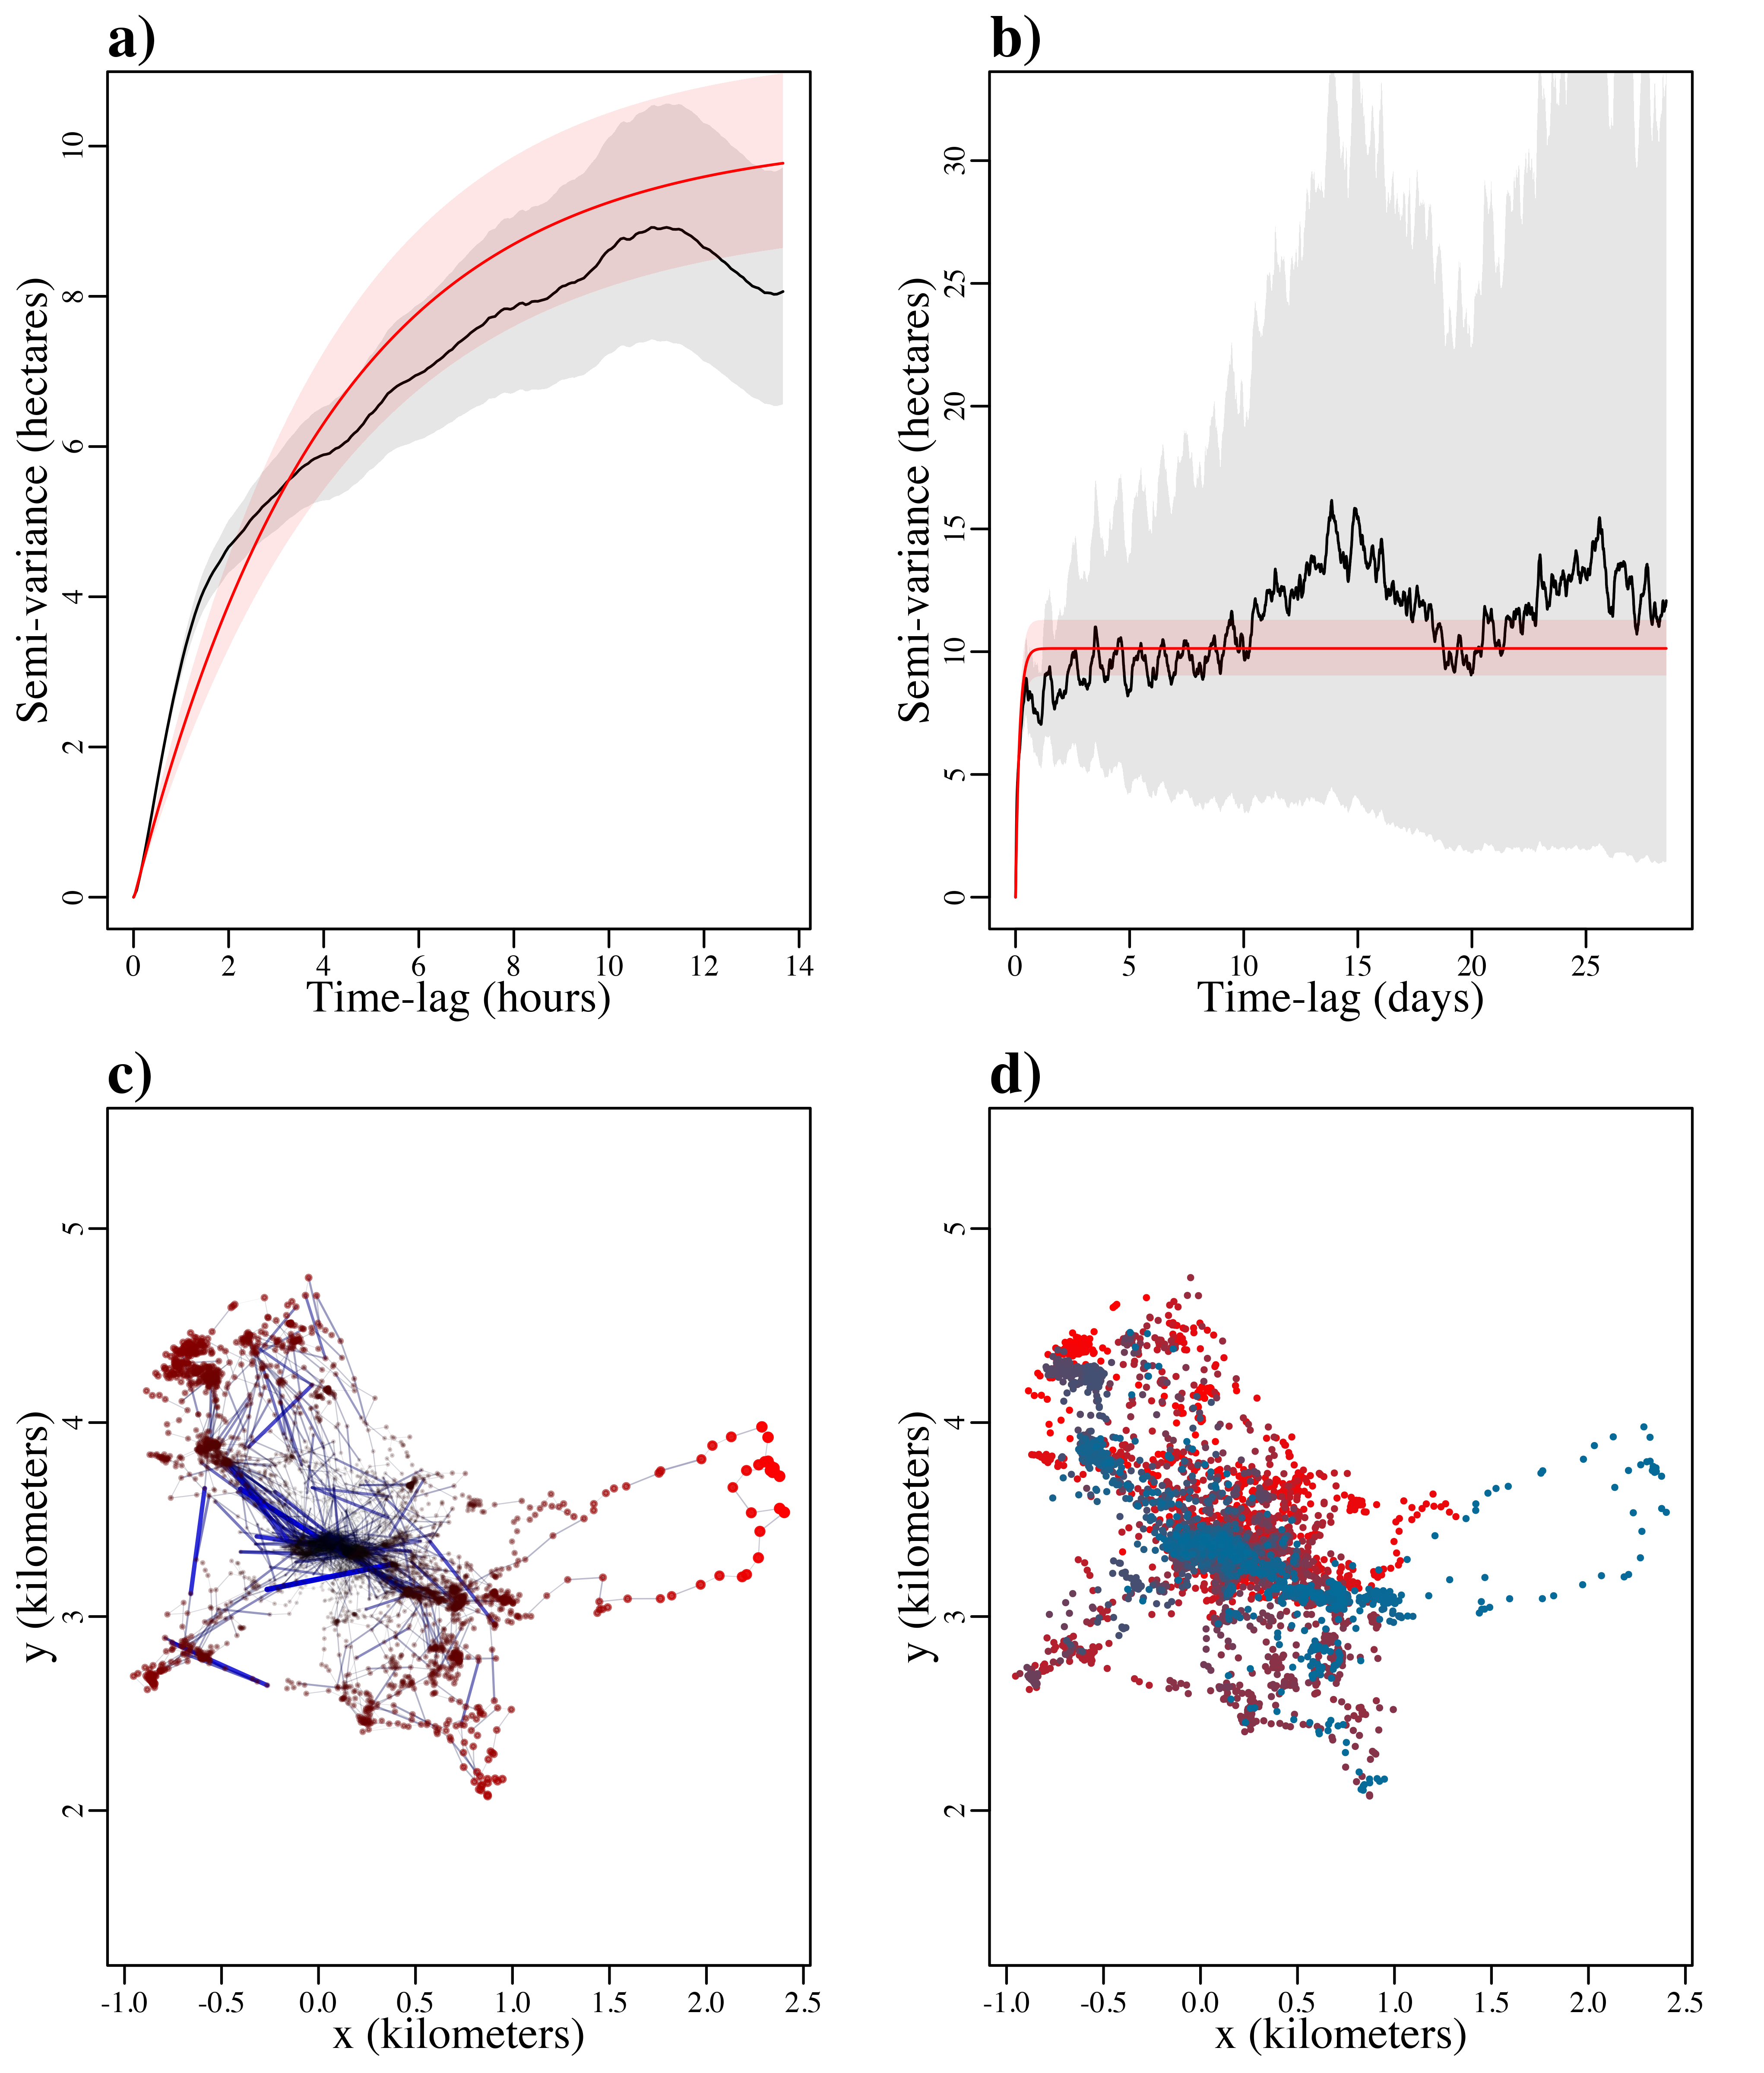 a)
Semi-variance (hectares)
10
8
6
4
2
0
0 2 4 6 8 10 12 14
Time-lag (hours)
b)
Semi-variance (hectares)
30
25
20
15
10
5
0
0 5 10 15 20 25
Time-lag (days)
c)
y (kilometers)
5
4
3
2
-1.0 -0.5 0.0 0.5 1.0 1.5 2.0 2.5
x (kilometers)
d)
y (kilometers)
5
4
3
2
-1.0 -0.5 0.0 0.5 1.0 1.5 2.0 2.5
x (kilometers)